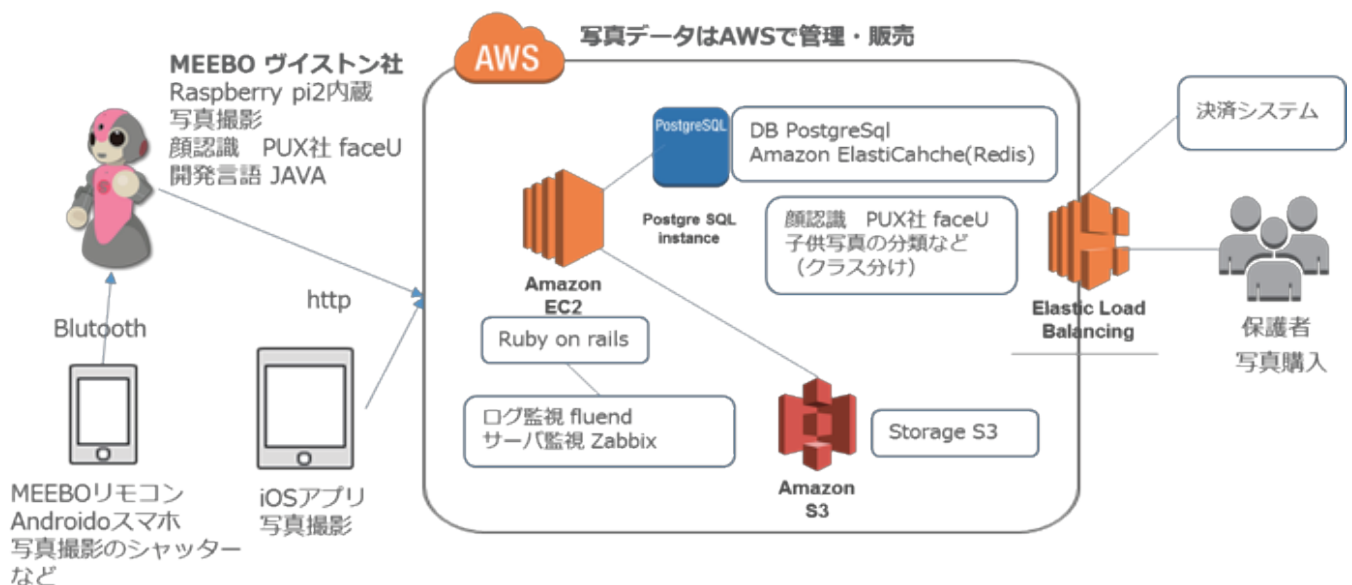 写真データはAWSで管理・販売
AWS
MEEBO ヴイストン社
Raspberry pi2内蔵
写真撮影
顔認識　PUX社 faceU
開発言語 JAVA
Blutooth
MEEBOリモコン
Androidoスマホ
写真撮影のシャッター
など
http
iOSアプリ
写真撮影
PostgreSQL
Postgre SQL
instance
DB PostgreSql
Amazon ElastiCahche(Redis)
Amazon
EC2
顔認識　PUX社 faceU
子供写真の分類など
（クラス分け）
Ruby on rails
ログ監視 fluend
サーバ監視 Zabbix
Amazon
S3
Storage S3
Elastic Load
Balancing
決済システム
保護者
写真購入